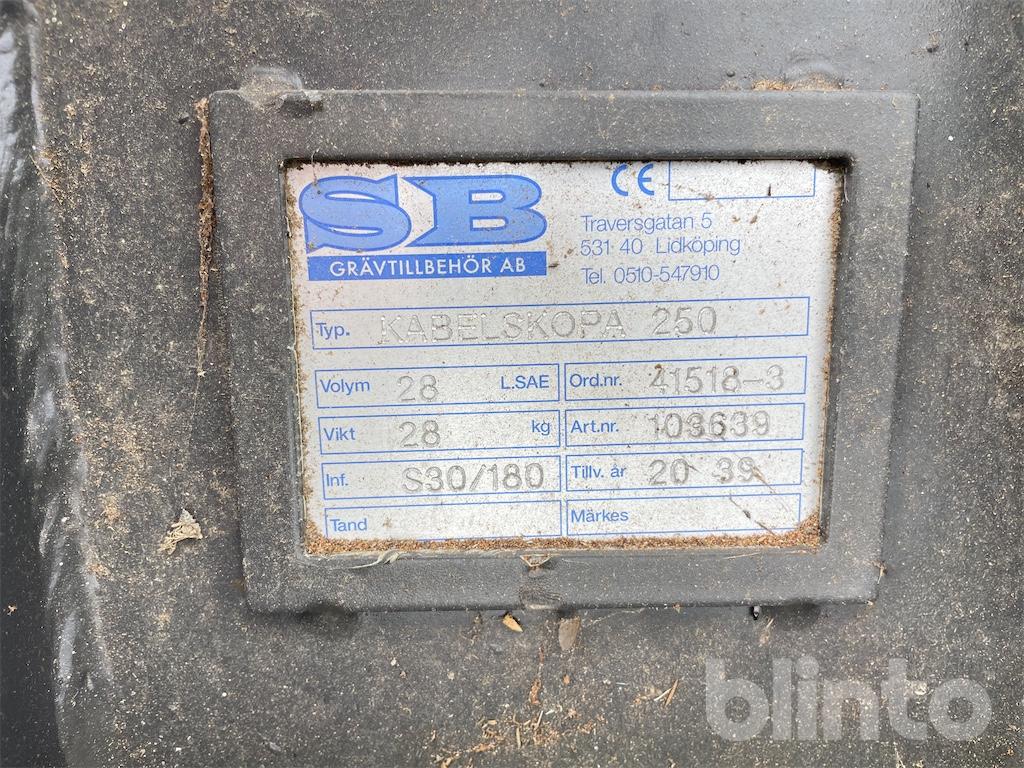 SB
GRÄVTILLBEHÖR AB
CE
Traversgatan 5
531 40 Lidköping
Tel. 0510-547910
Typ. KABELSKOPA 250
Volym 28 L.SAE
Ord.nr. 41518-3
Vikt 28 kg
Art.nr. 103639
Inf. S30/180
Tillv. år 20 39
Tand
Märkes
blinto